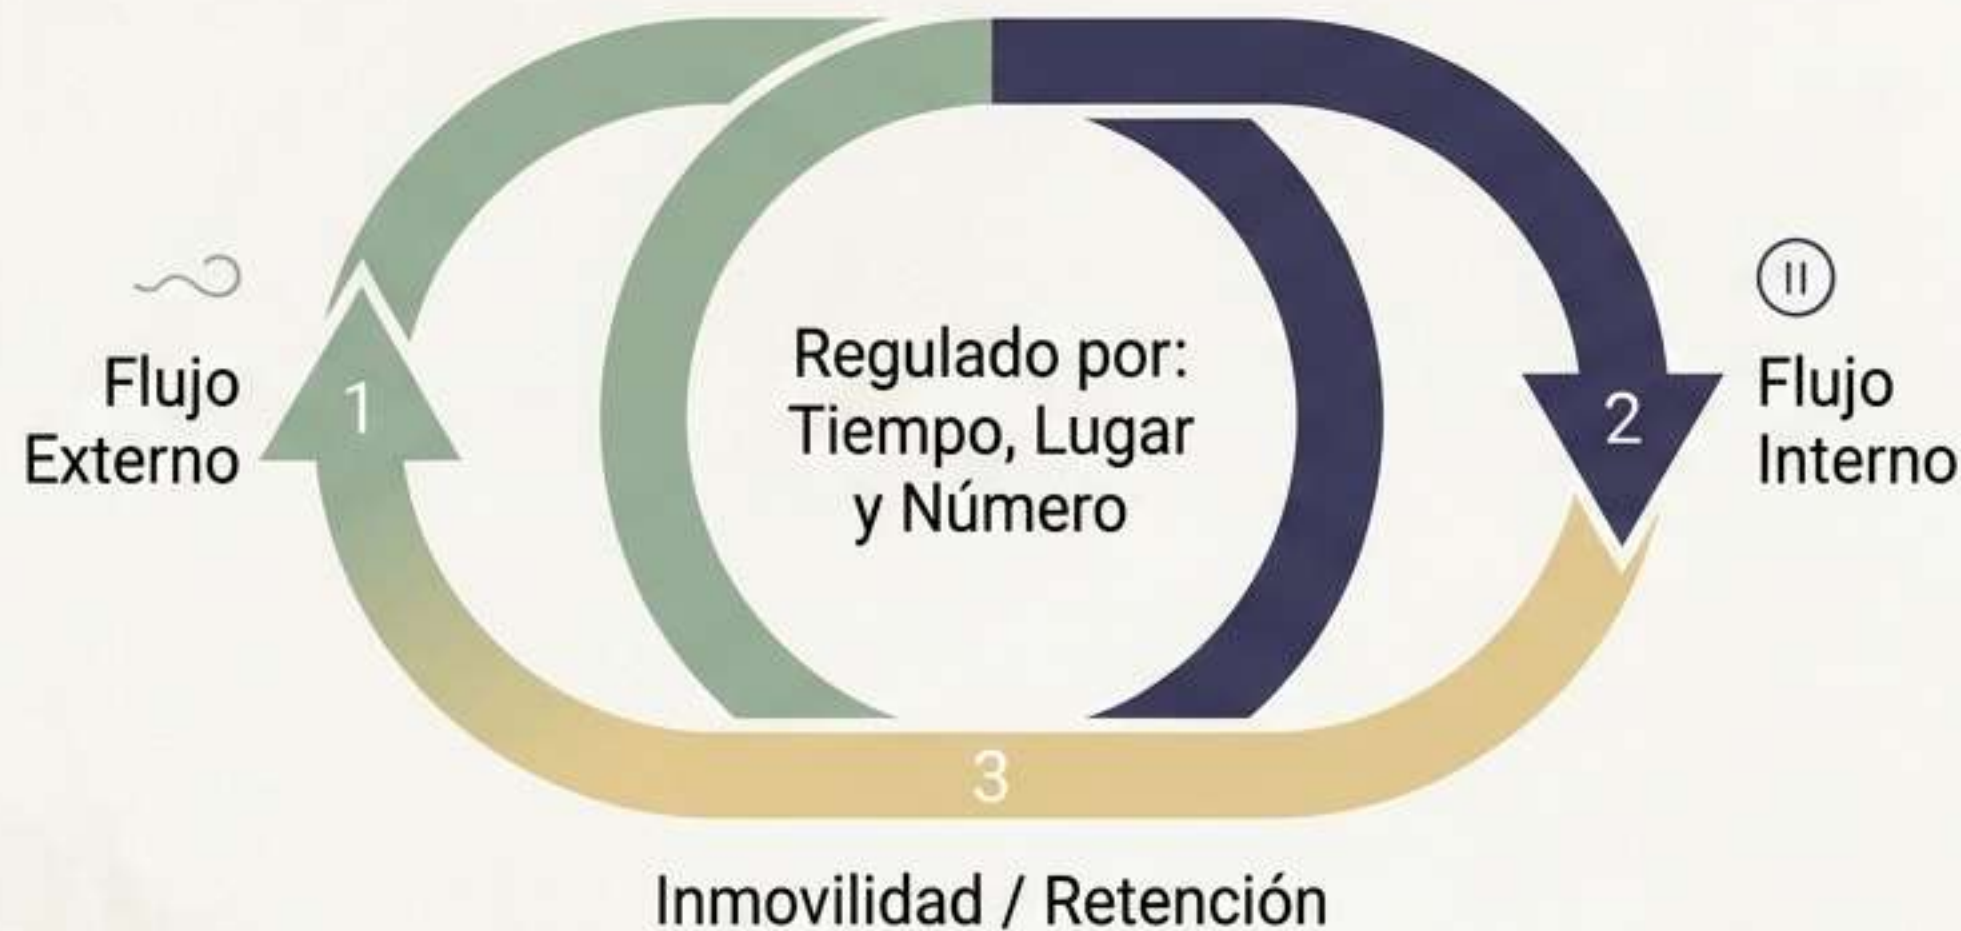 Flujo
Externo
1
Regulado por:
Tiempo, Lugar
y Número
2
Flujo
Interno
3
Inmovilidad / Retención